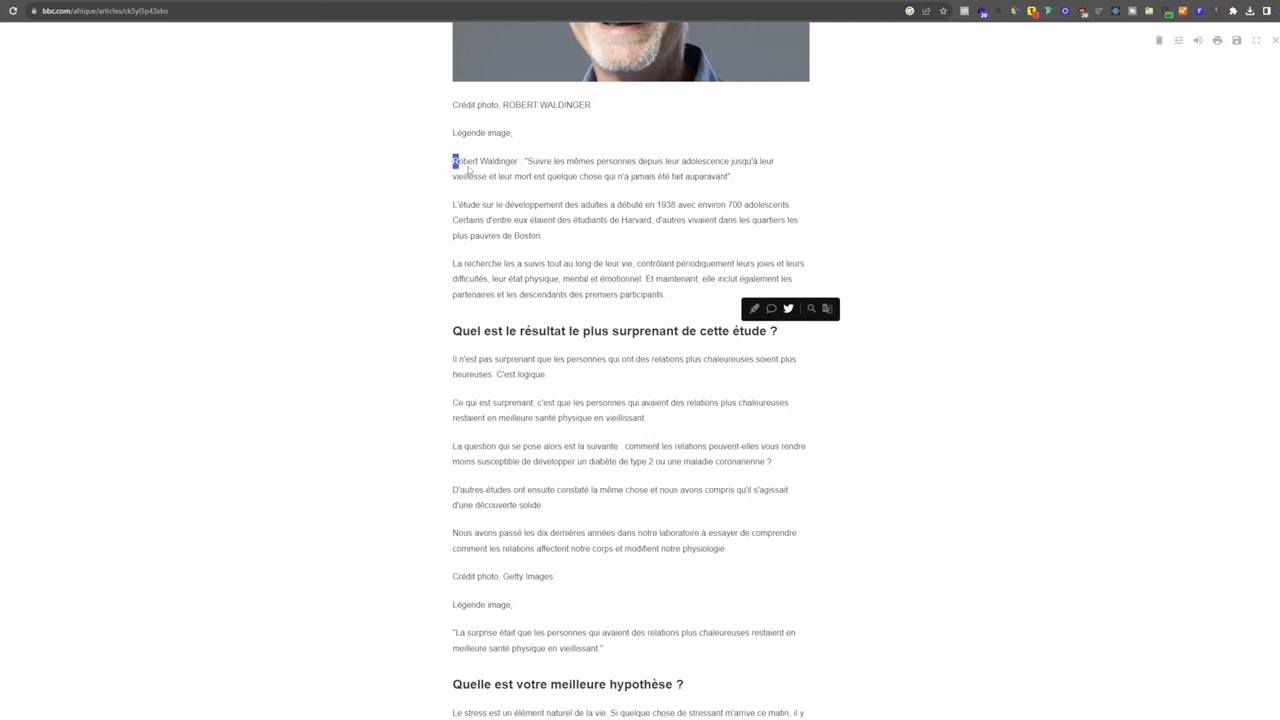 bbc.com/afrique/articles/ck5yl5p43xko
Crédit photo, ROBERT WALDINGER
Légende image,
Robert Waldinger : "Suivre les mêmes personnes depuis leur adolescence jusqu'à leur
vieillesse et leur mort est quelque chose qui n'a jamais été fait auparavant".
L'étude sur le développement des adultes a débuté en 1938 avec environ 700 adolescents.
Certains d'entre eux étaient des étudiants de Harvard, d'autres vivaient dans les quartiers les
plus pauvres de Boston.
La recherche les a suivis tout au long de leur vie, contrôlant périodiquement leurs joies et leurs
difficultés, leur état physique, mental et émotionnel. Et maintenant, elle inclut également les
partenaires et les descendants des premiers participants.
Quel est le résultat le plus surprenant de cette étude ?
Il n'est pas surprenant que les personnes qui ont des relations plus chaleureuses soient plus
heureuses. C'est logique.
Ce qui est surprenant, c'est que les personnes qui avaient des relations plus chaleureuses
restaient en meilleure santé physique en vieillissant.
La question qui se pose alors est la suivante : comment les relations peuvent-elles vous rendre
moins susceptible de développer un diabète de type 2 ou une maladie coronarienne ?
D'autres études ont ensuite constaté la même chose et nous avons compris qu'il s'agissait
d'une découverte solide.
Nous avons passé les dix dernières années dans notre laboratoire à essayer de comprendre
comment les relations affectent notre corps et modifient notre physiologie.
Crédit photo, Getty Images
Légende image,
"La surprise était que les personnes qui avaient des relations plus chaleureuses restaient en
meilleure santé physique en vieillissant."
Quelle est votre meilleure hypothèse ?
Le stress est un élément naturel de la vie. Si quelque chose de stressant m'arrive ce matin, il y